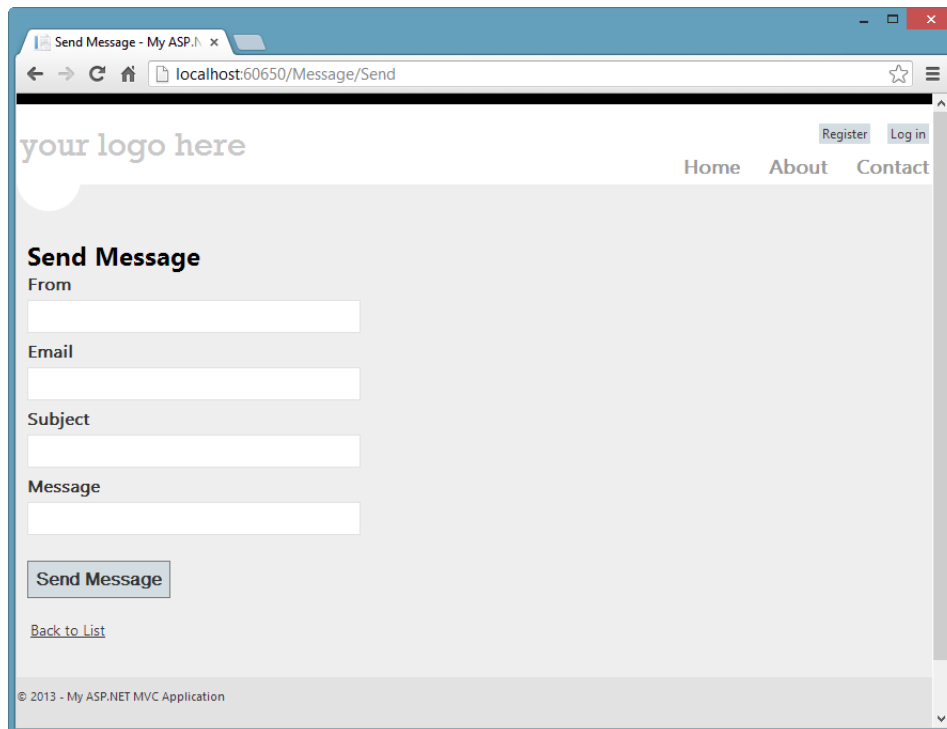 Send Message - My ASP.N
localhost:60650/Message/Send
your logo here
Register Log in
Home About Contact
Send Message
From
Email
Subject
Message
Send Message
Back to List
© 2013 - My ASP.NET MVC Application